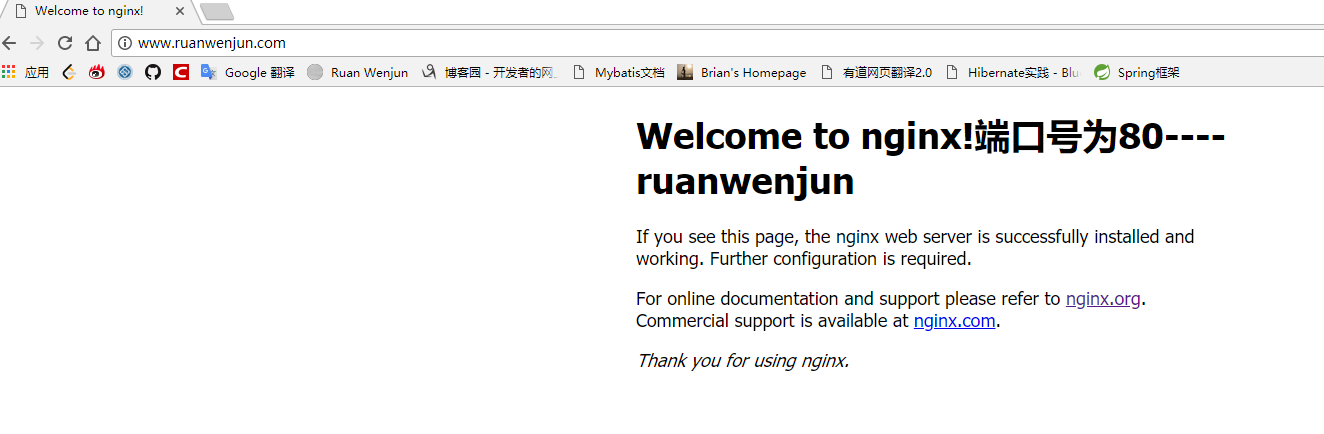 Welcome to nginx!
www.ruanwenjun.com
应用 Google 翻译 Ruan Wenjun 博客园 - 开发者的网 Mybatis文档 Brian's Homepage 有道网页翻译2.0 Hibernate实践 - Blu Spring框架
Welcome to nginx!端口号为80----
ruanwenjun
If you see this page, the nginx web server is successfully installed and
working. Further configuration is required.
For online documentation and support please refer to nginx.org.
Commercial support is available at nginx.com.
Thank you for using nginx.